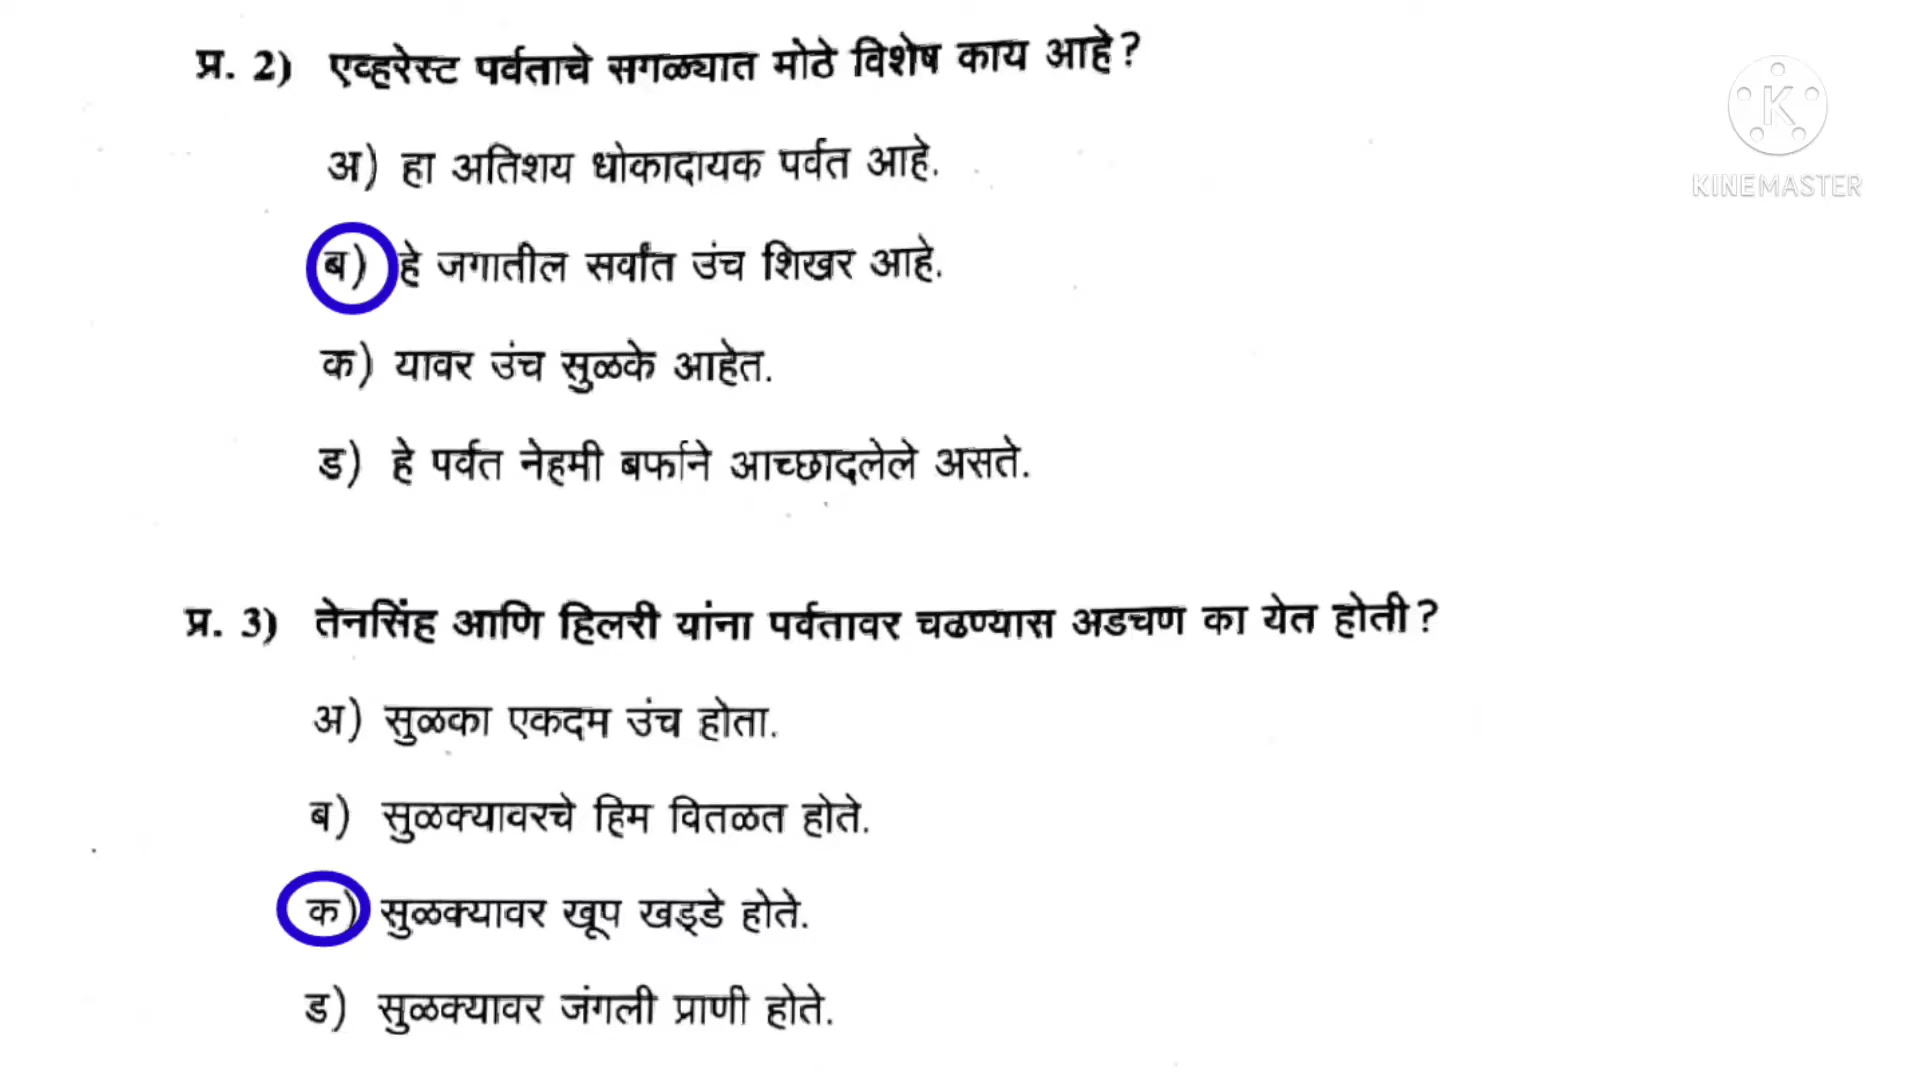 प्र. 2) एव्हरेस्ट पर्वताचे सगळ्यात मोठे विशेष काय आहे?
KINEMASTER
अ) हा अतिशय धोकादायक पर्वत आहे.
ब) हे जगातील सर्वांत उंच शिखर आहे.
क) यावर उंच सुळके आहेत.
ड) हे पर्वत नेहमी बर्फाने आच्छादलेले असते.
प्र. 3) तेनसिंह आणि हिलरी यांना पर्वतावर चढण्यास अडचण का येत होती?
अ) सुळका एकदम उंच होता.
ब) सुळक्यावरचे हिम वितळत होते.
क) सुळक्यावर खूप खड्डे होते.
ड) सुळक्यावर जंगली प्राणी होते.